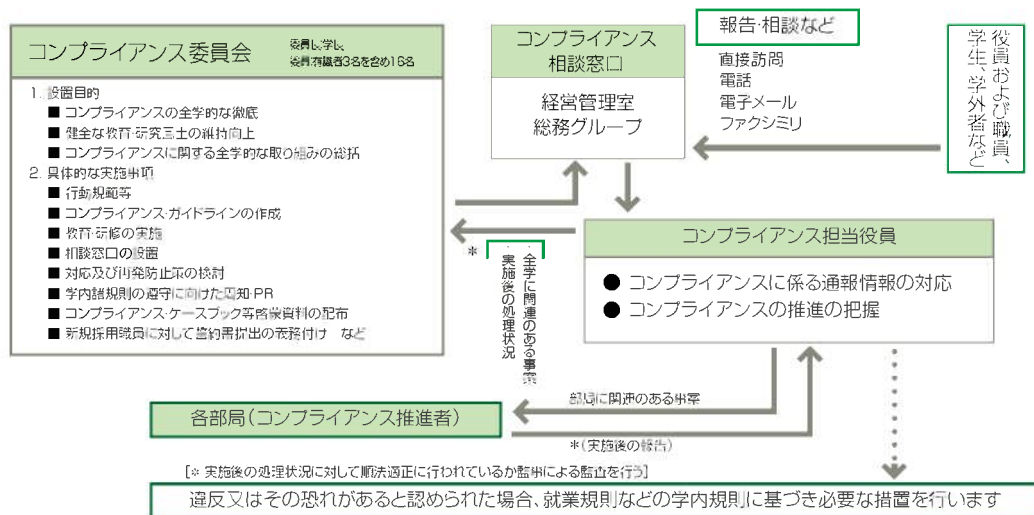 コンプライアンス委員会
委員長:学長
委員:有識者3名を含め16名
1. 設置目的
■ コンプライアンスの全学的な徹底
■ 健全な教育・研究風土の維持向上
■ コンプライアンスに関する全学的な取り組みの総括
2. 具体的な実施事項
■ 行動規範等
■ コンプライアンス・ガイドラインの作成
■ 教育・研修の実施
■ 相談窓口の設置
■ 対応及び再発防止策の検討
■ 学内諸規則の遵守に向けた周知・PR
■ コンプライアンス・ケースブック等啓蒙資料の配布
■ 新規採用職員に対して誓約書提出の義務付け など
コンプライアンス
相談窓口
経営管理室
総務グループ
報告・相談など
直接訪問
電話
電子メール
ファクシミリ
役員および職員、
学生、学外者など
コンプライアンス担当役員
● コンプライアンスに係る通報情報の対応
● コンプライアンスの推進の把握
*
・全学に関連のある事案
・実施後の処理状況
各部局(コンプライアンス推進者)
部局に関連のある事案
*(実施後の報告)
[* 実施後の処理状況に対して順法適正に行われているか監事による監査を行う]
違反又はその恐れがあると認められた場合、就業規則などの学内規則に基づき必要な措置を行います